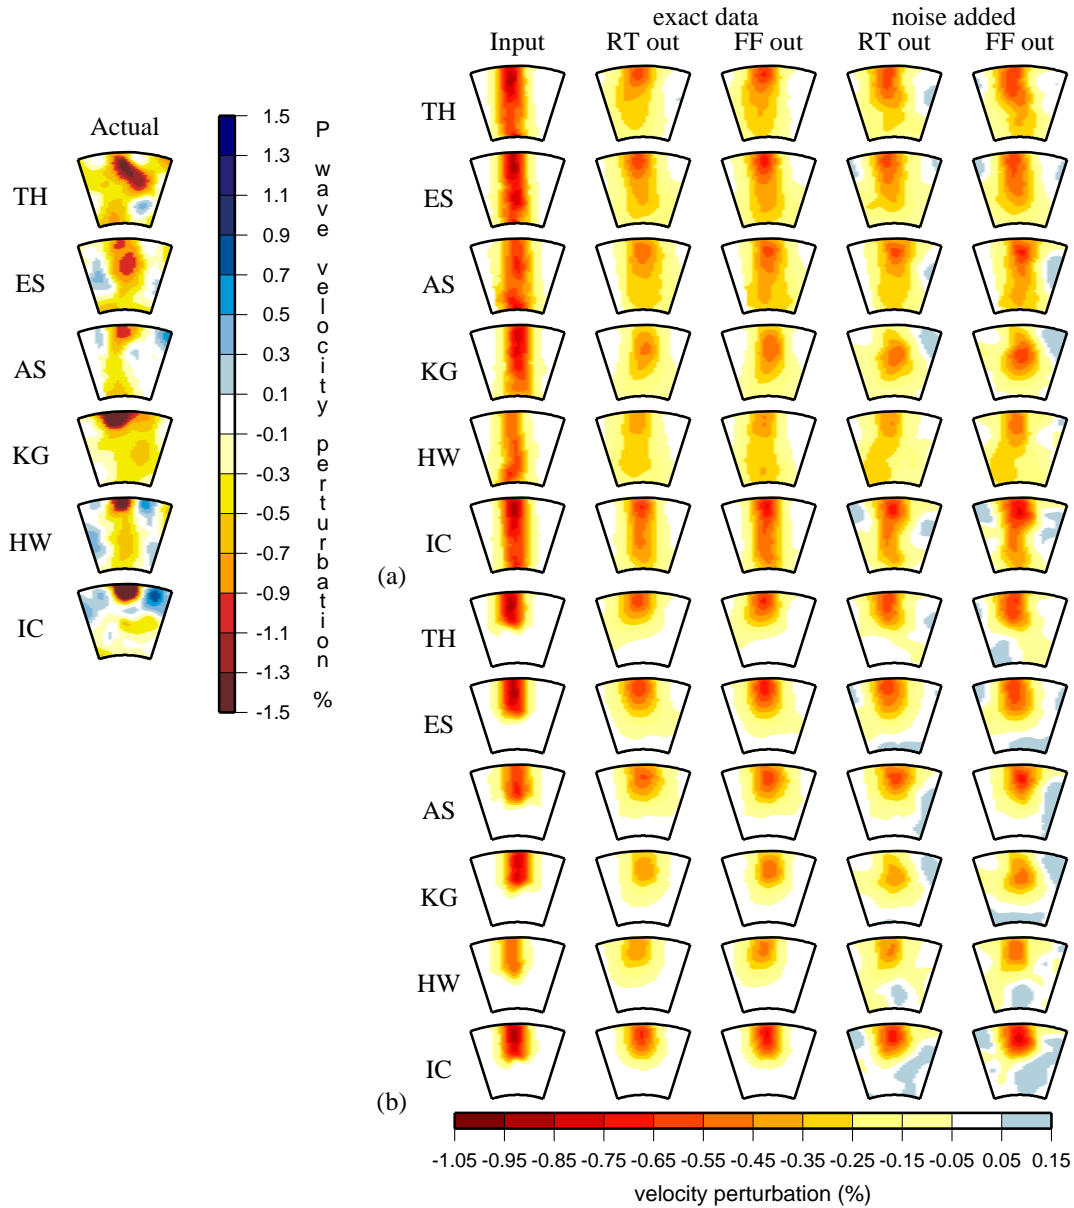 exact data noise added
Input RT out FF out RT out FF out
TH
ES
AS
KG
HW
IC
(a)
TH
ES
AS
KG
HW
IC
(b)
-1.05 -0.95 -0.85 -0.75 -0.65 -0.55 -0.45 -0.35 -0.25 -0.15 -0.05 0.05 0.15
velocity perturbation (%)
Actual
TH
ES
AS
KG
HW
IC
1.5
1.3
1.1
0.9
0.7
0.5
0.3
0.1
-0.1
-0.3
-0.5
-0.7
-0.9
-1.1
-1.3
-1.5
P wave velocity perturbation %